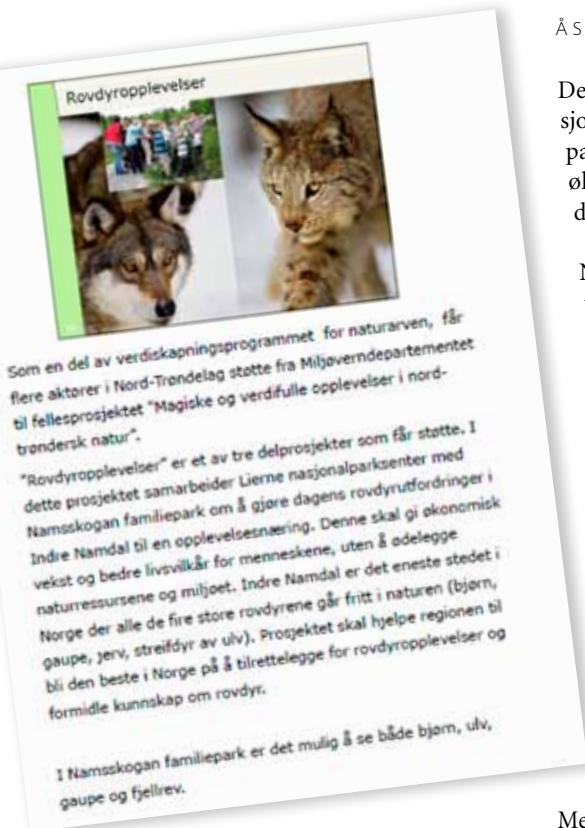 Rovdyropplevelser
Som en del av verdiskapningsprogrammet for naturarven, får
flere aktører i Nord-Trøndelag støtte fra Miljøverndepartementet
til fellesprosjektet "Magiske og verdifulle opplevelser i nord-
trøndersk natur".
"Rovdyropplevelser" er et av tre delprosjekter som får støtte. I
dette prosjektet samarbeider Lierne nasjonalparksenter med
Namsskogan familiepark om å gjøre dagens rovdyrutfordringer i
Indre Namdal til en opplevelsesnæring. Denne skal gi økonomisk
vekst og bedre livsvilkår for menneskene, uten å ødelegge
naturressursene og miljøet. Indre Namdal er det eneste stedet i
Norge der alle de fire store rovdyrene går fritt i naturen (bjørn,
gaupe, jerv, streifdyr av ulv). Prosjektet skal hjelpe regionen til
bli den beste i Norge på å tilrettelegge for rovdyropplevelser og
formidle kunnskap om rovdyr.
I Namsskogan familiepark er det mulig å se både bjørn, ulv,
gaupe og fjellrev.
Å S
De
sjo
pa
øl
d
N
Me